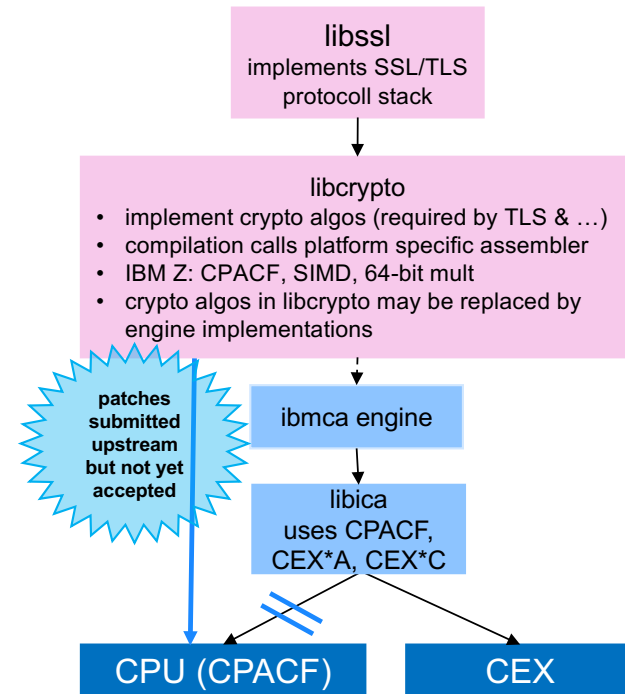 libssl
implements SSL/TLS
protocoll stack
libcrypto
• implement crypto algos (required by TLS & …)
• compilation calls platform specific assembler
• IBM Z: CPACF, SIMD, 64-bit mult
• crypto algos in libcrypto may be replaced by
engine implementations
patches
submitted
upstream
but not yet
accepted
ibmca engine
libica
uses CPACF,
CEX*A, CEX*C
CPU (CPACF)
CEX